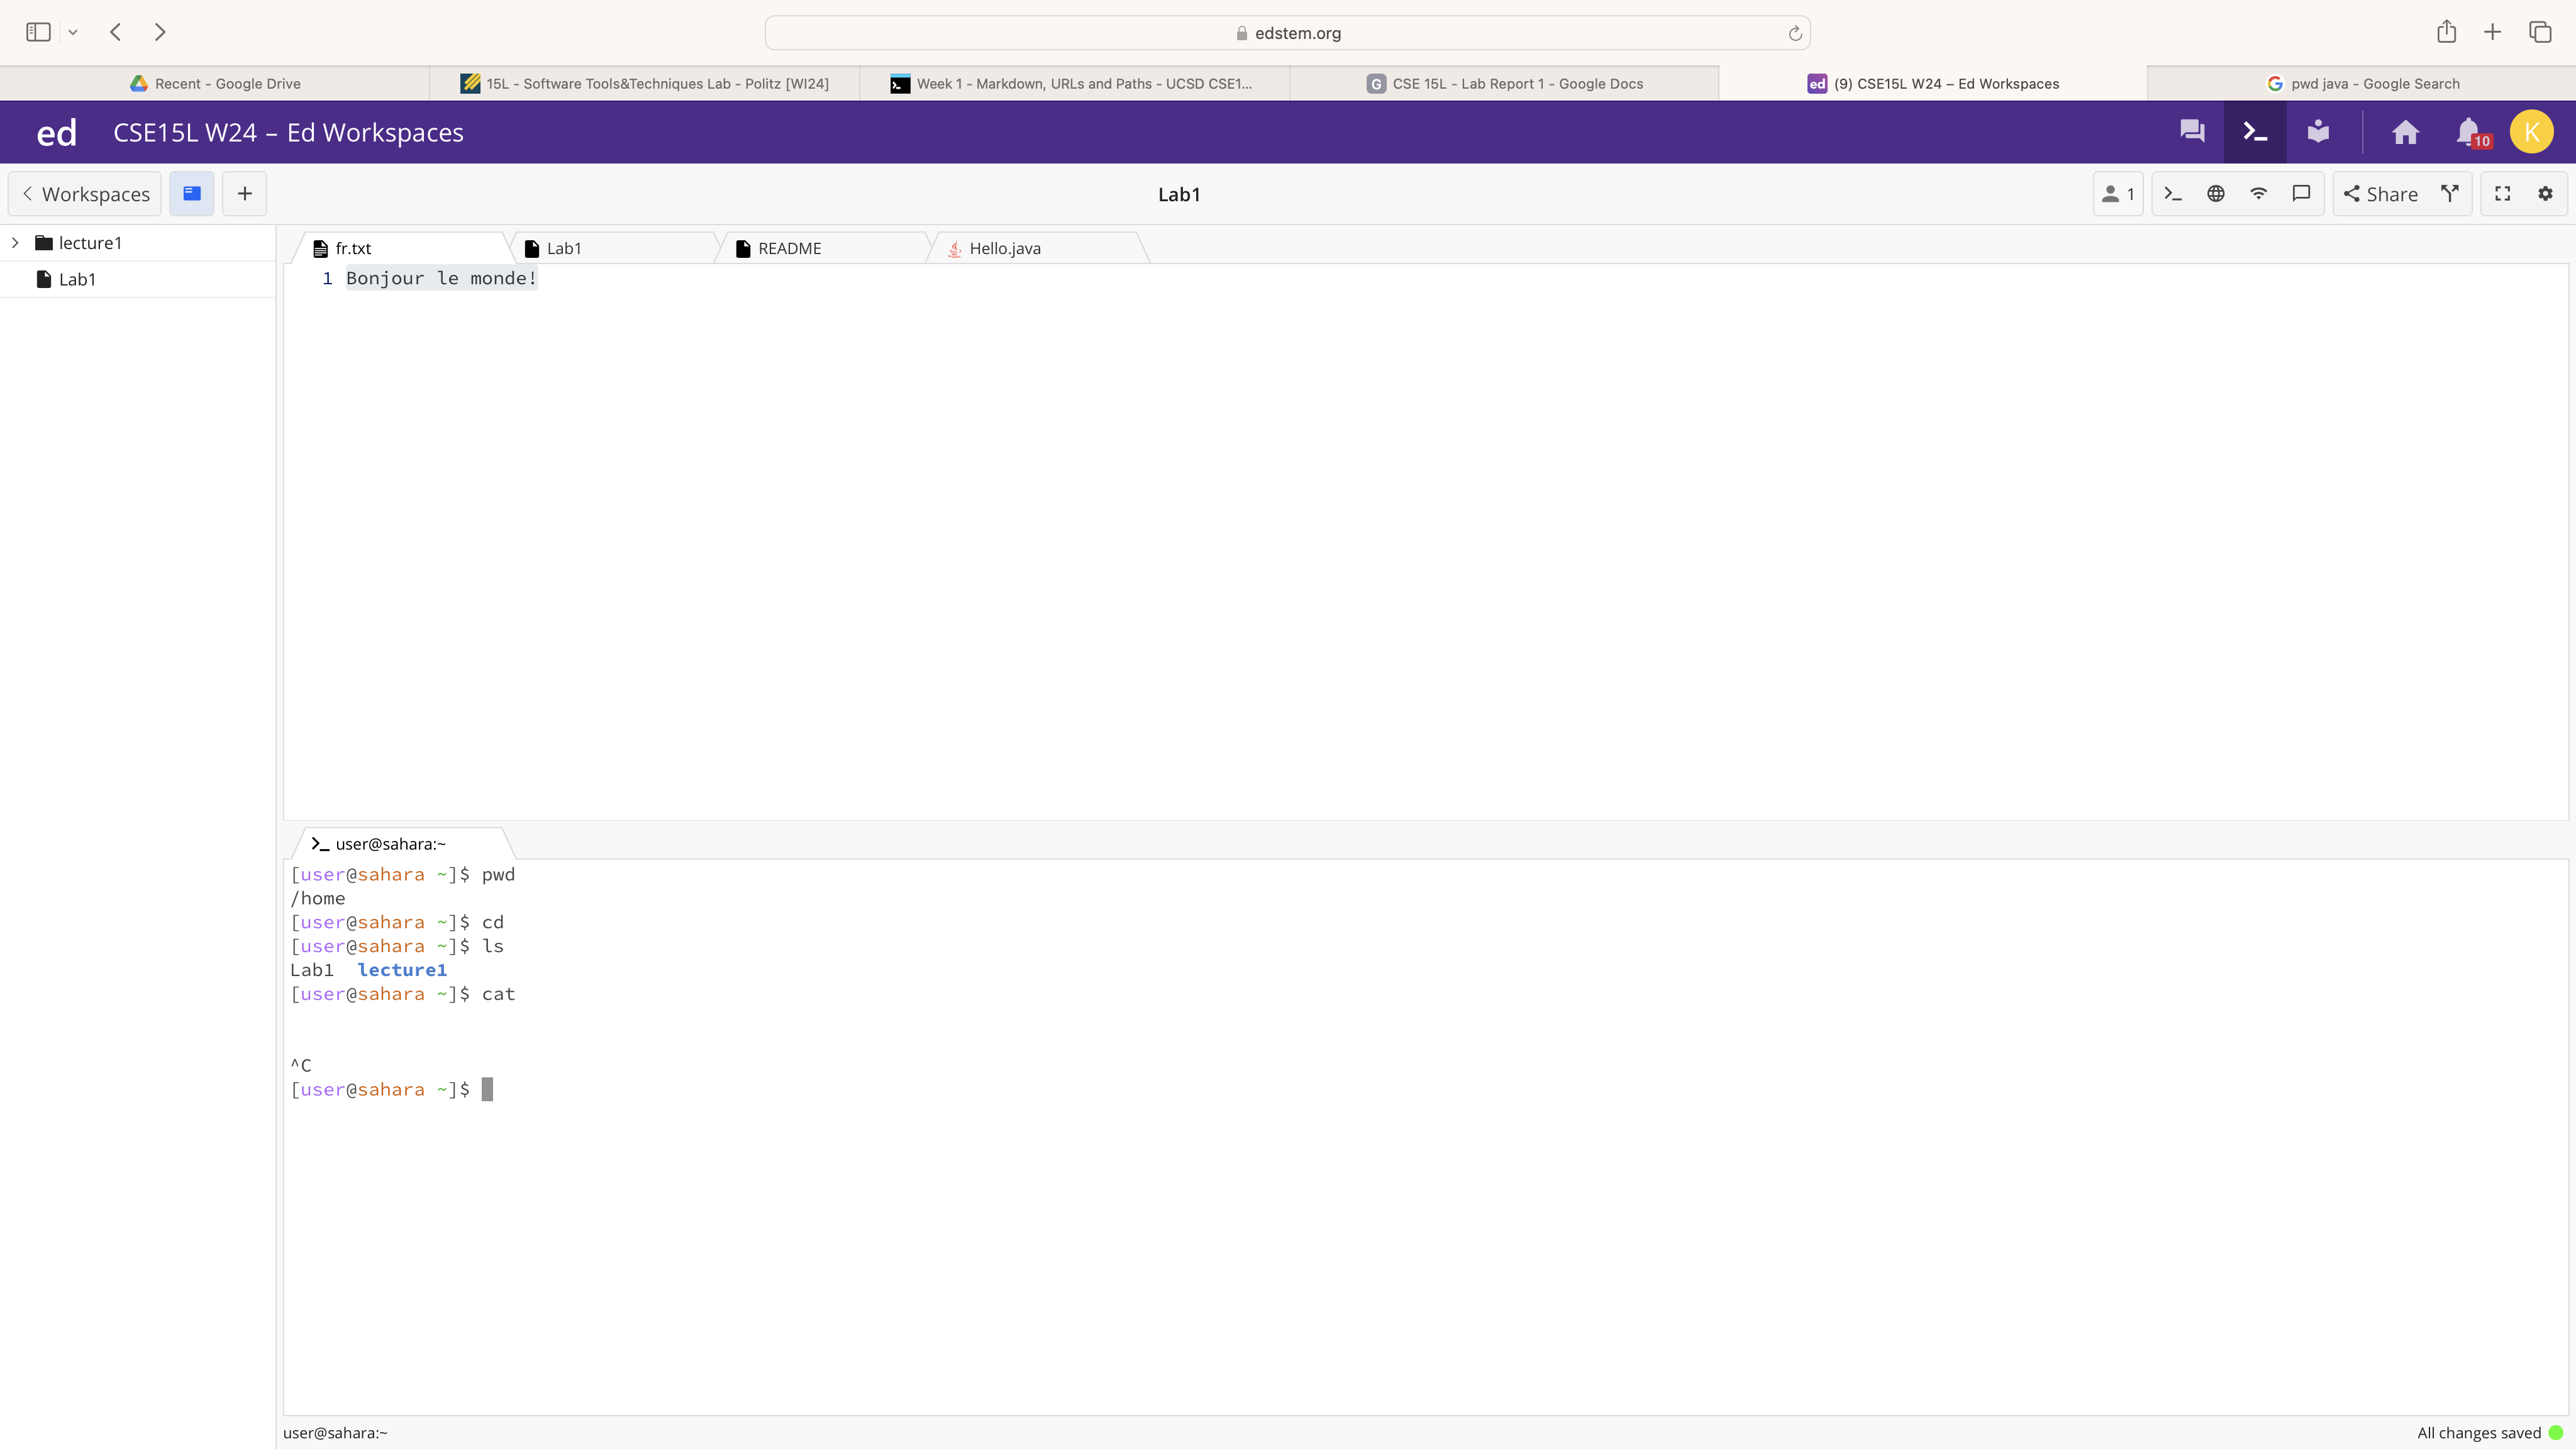 edstem.org
Recent - Google Drive
15L - Software Tools&Techniques Lab - Politz [WI24]
Week 1 - Markdown, URLs and Paths - UCSD CSE1...
G CSE 15L - Lab Report 1 - Google Docs
ed (9) CSE15L W24 – Ed Workspaces
pwd java - Google Search
ed CSE15L W24 – Ed Workspaces
10
K
Workspaces
Lab1
1
Share
lecture1
Lab1
fr.txt
Lab1
README
Hello.java
1 Bonjour le monde!
user@sahara:~
[user@sahara ~]$ pwd
/home
[user@sahara ~]$ cd
[user@sahara ~]$ ls
Lab1 lecture1
[user@sahara ~]$ cat
^C
[user@sahara ~]$
user@sahara:~
All changes saved